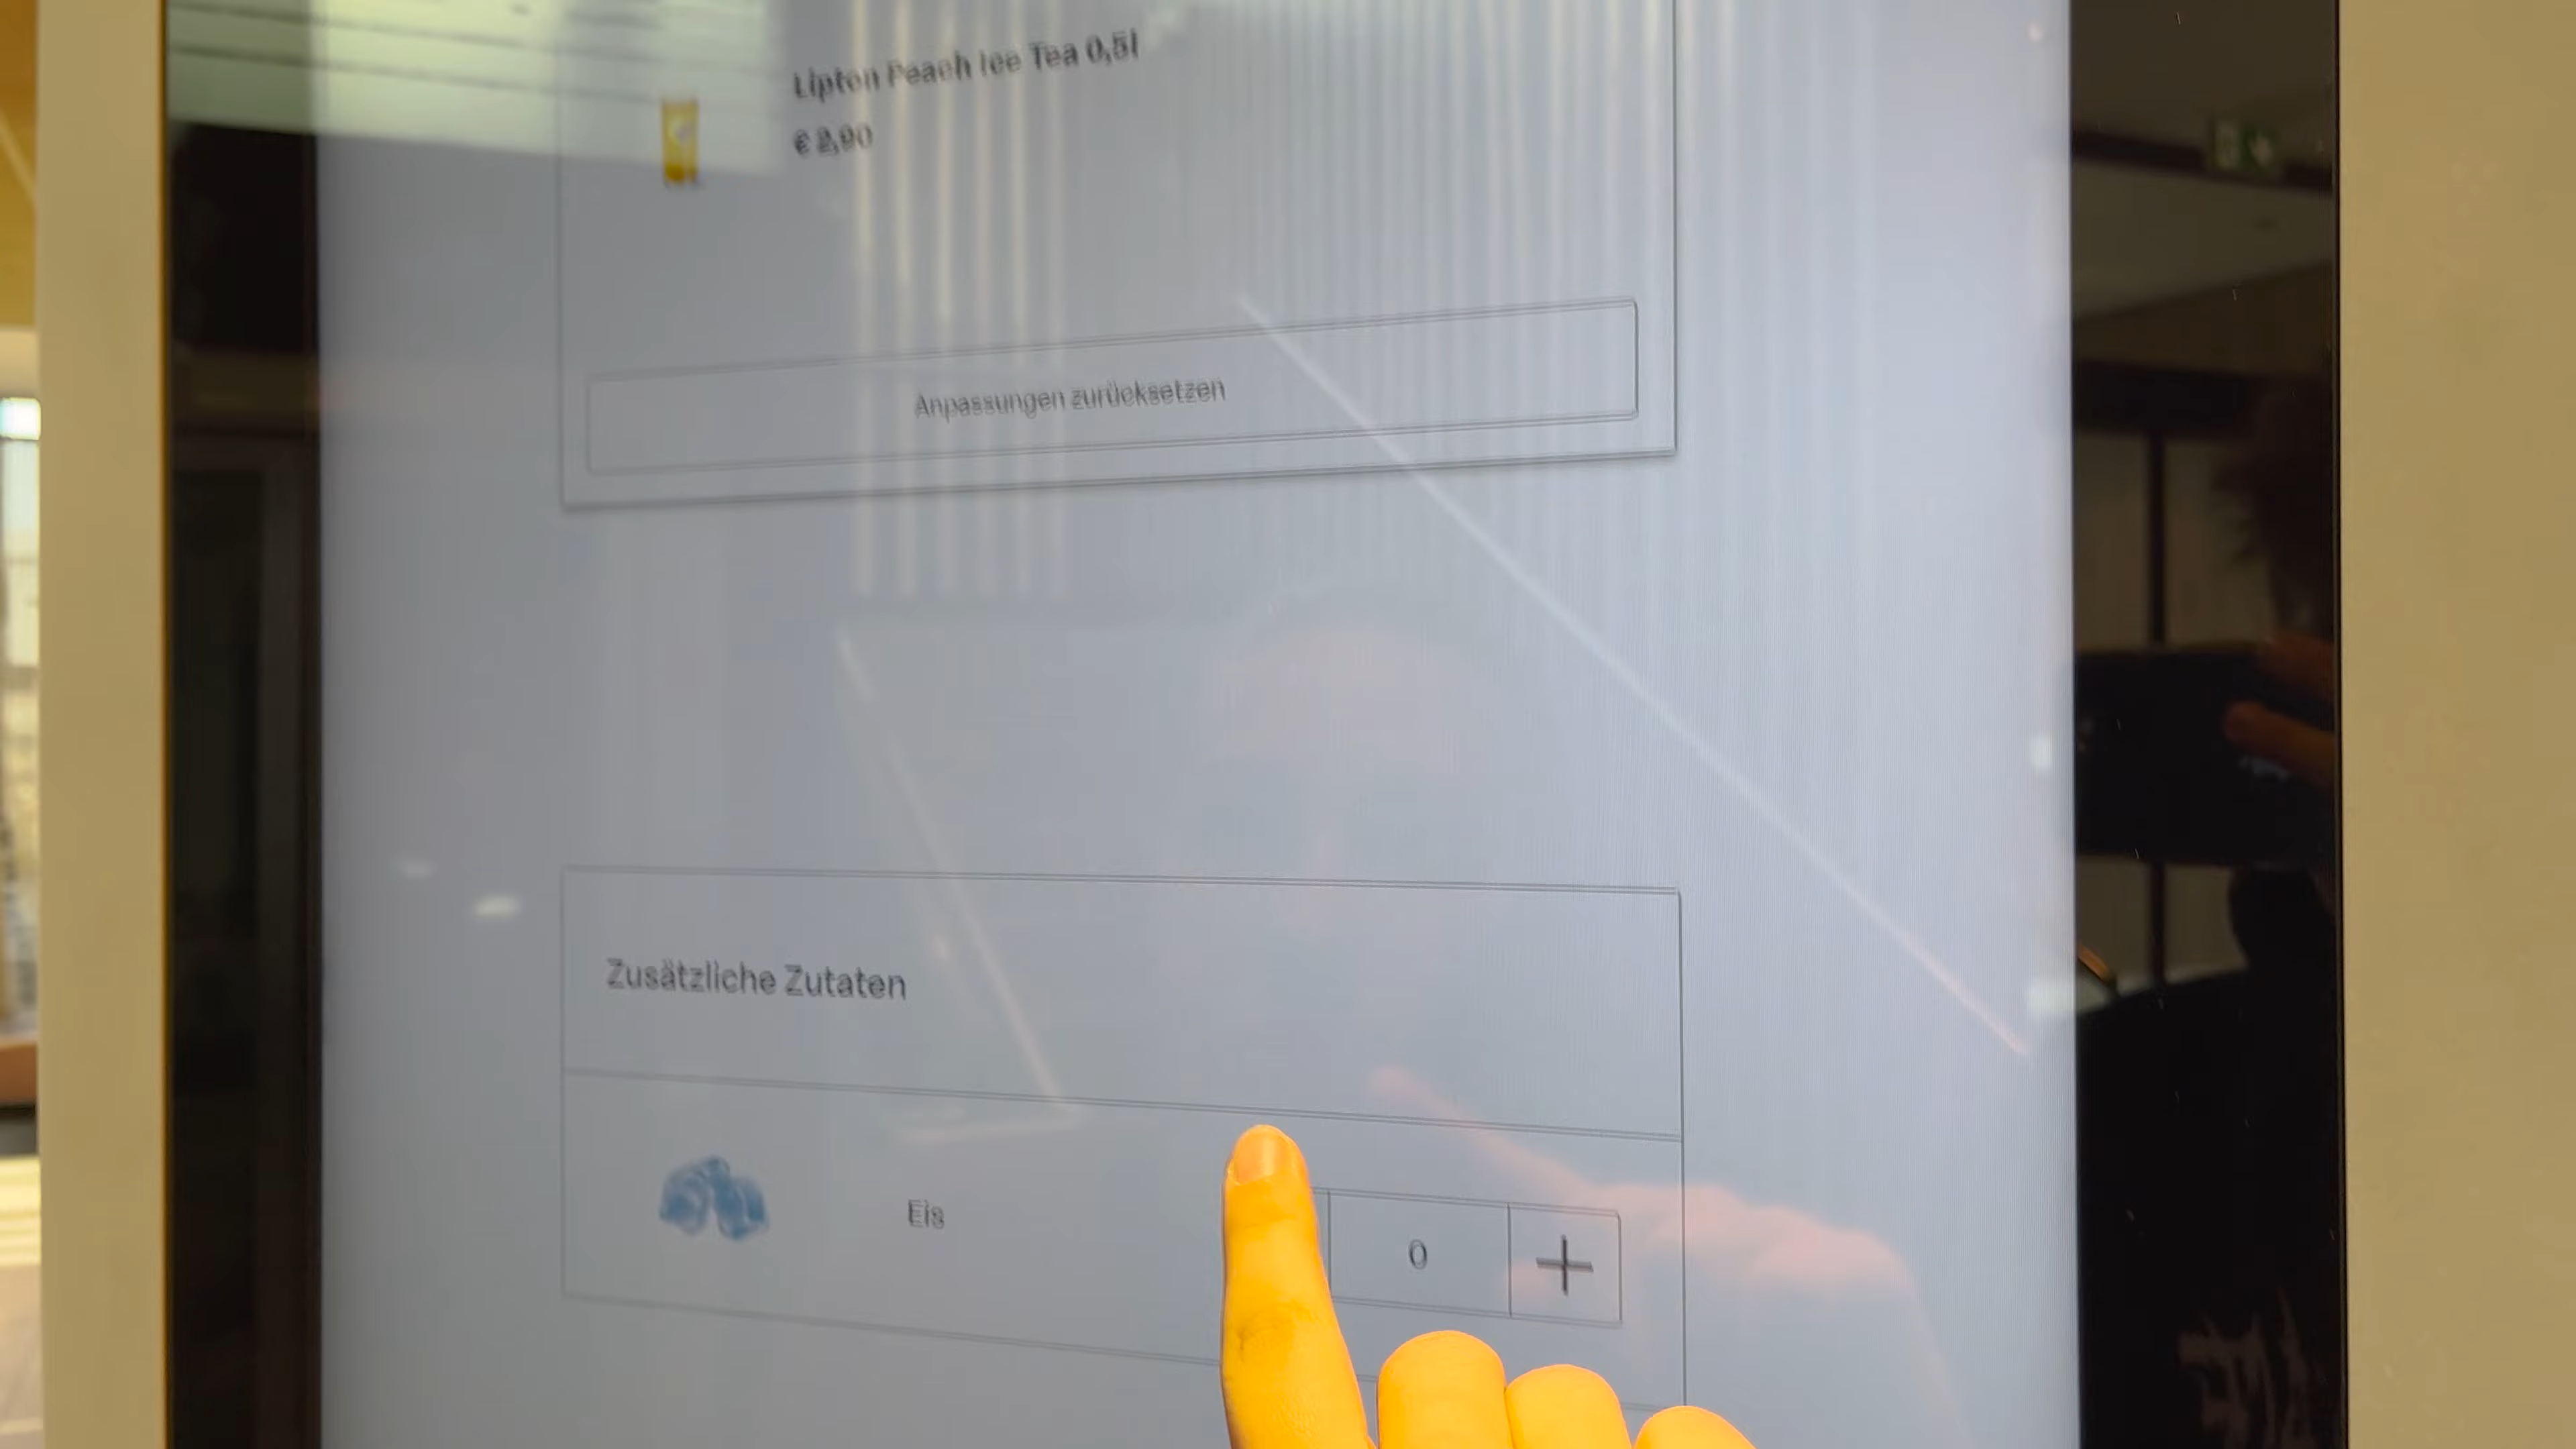 Lipton Peach Ice Tea 0,5l
€ 2,90
Anpassungen zurücksetzen
Zusätzliche Zutaten
Eis
0
+